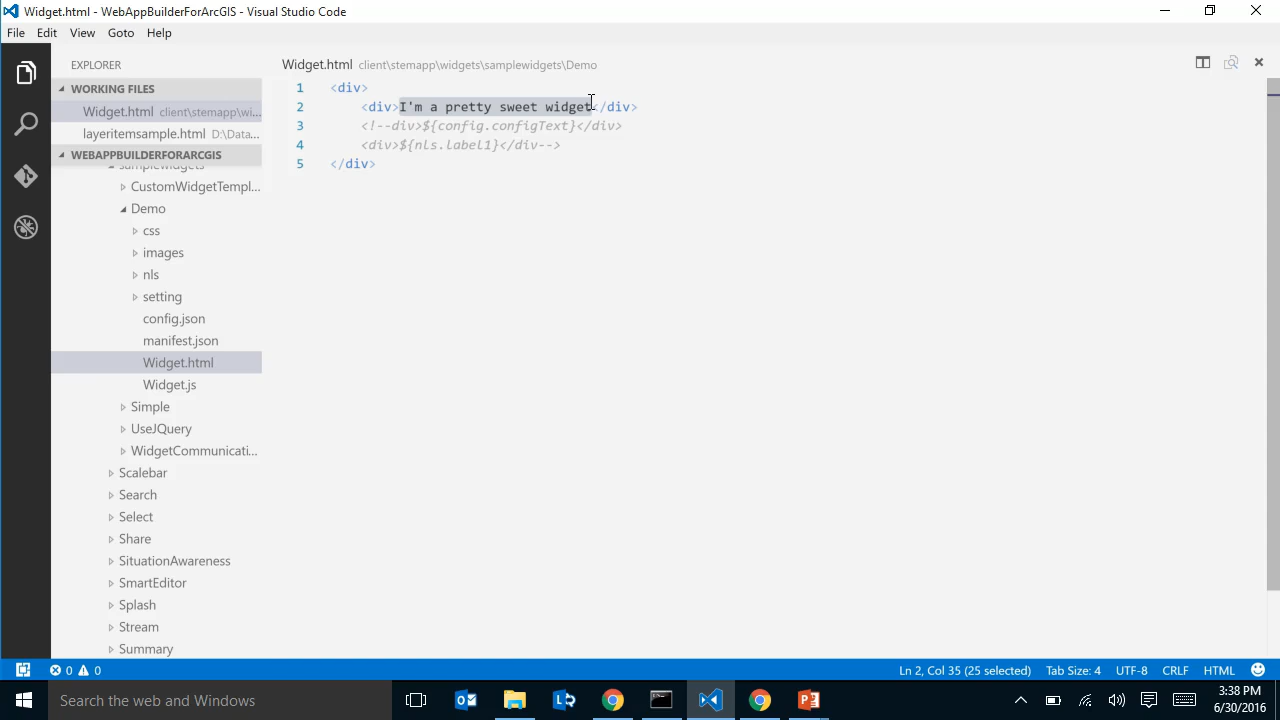 Widget.html - WebAppBuilderForArcGIS - Visual Studio Code
File Edit View Goto Help
EXPLORER
WORKING FILES
Widget.html client\stemapp\wi...
layeritemsample.html D:\Data...
WEBAPPBUILDERFORARCGIS
samplewidgets
CustomWidgetTempl...
Demo
css
images
nls
setting
config.json
manifest.json
Widget.html
Widget.js
Simple
UseJQuery
WidgetCommunicati...
Scalebar
Search
Select
Share
SituationAwareness
SmartEditor
Splash
Stream
Summary
Widget.html client\stemapp\widgets\samplewidgets\Demo
1 <div>
2 <div>I'm a pretty sweet widget</div>
3 <!--div>${config.configText}</div>
4 <div>${nls.label1}</div-->
5 </div>
0 0
Ln 2, Col 35 (25 selected) Tab Size: 4 UTF-8 CRLF HTML
Search the web and Windows
3:38 PM
6/30/2016